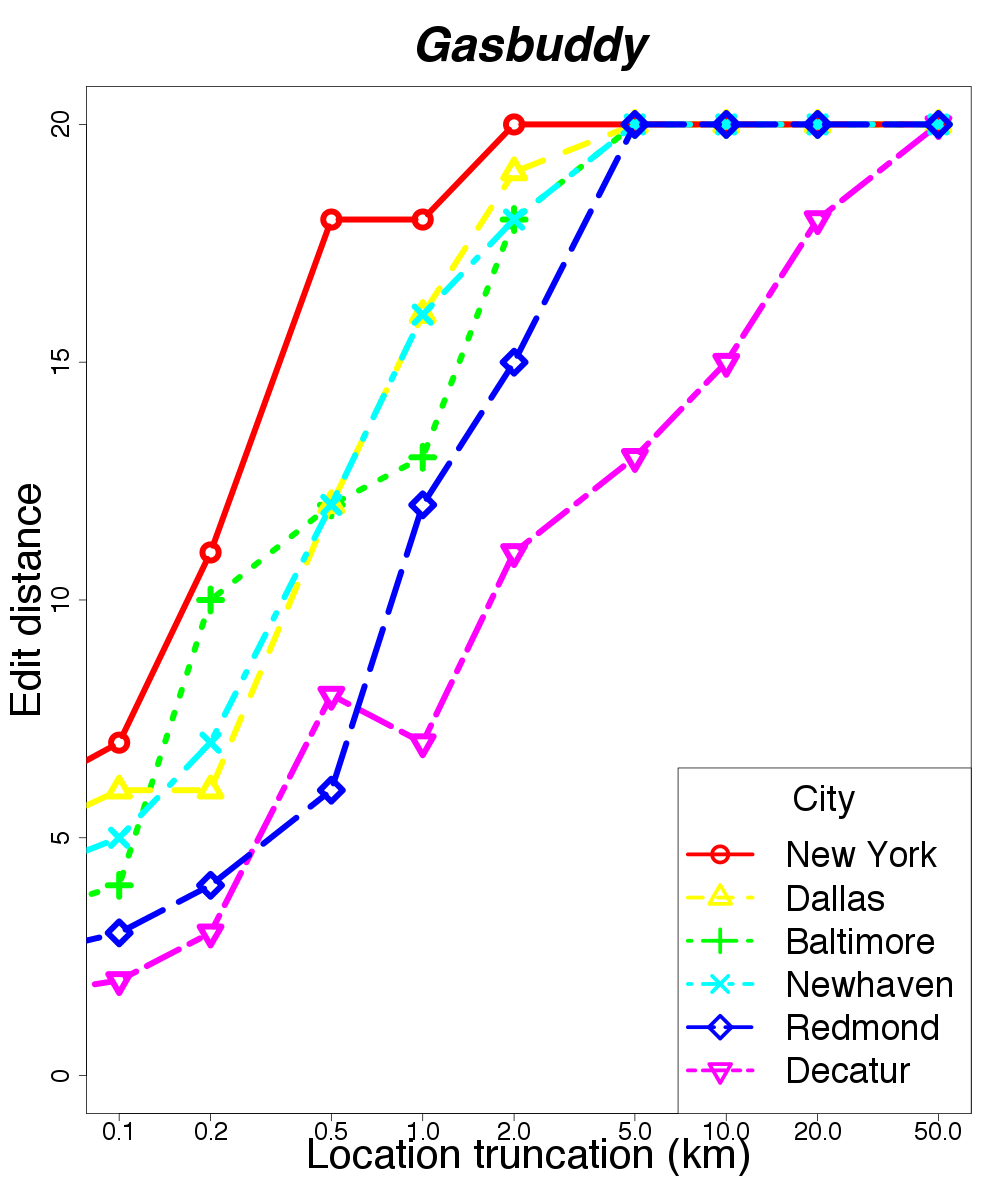 Gasbuddy
Edit distance
20
15
10
5
0
City
New York
Dallas
Baltimore
Newhaven
Redmond
Decatur
0.1 0.2 0.5 1.0 2.0 5.0 10.0 20.0 50.0
Location truncation (km)